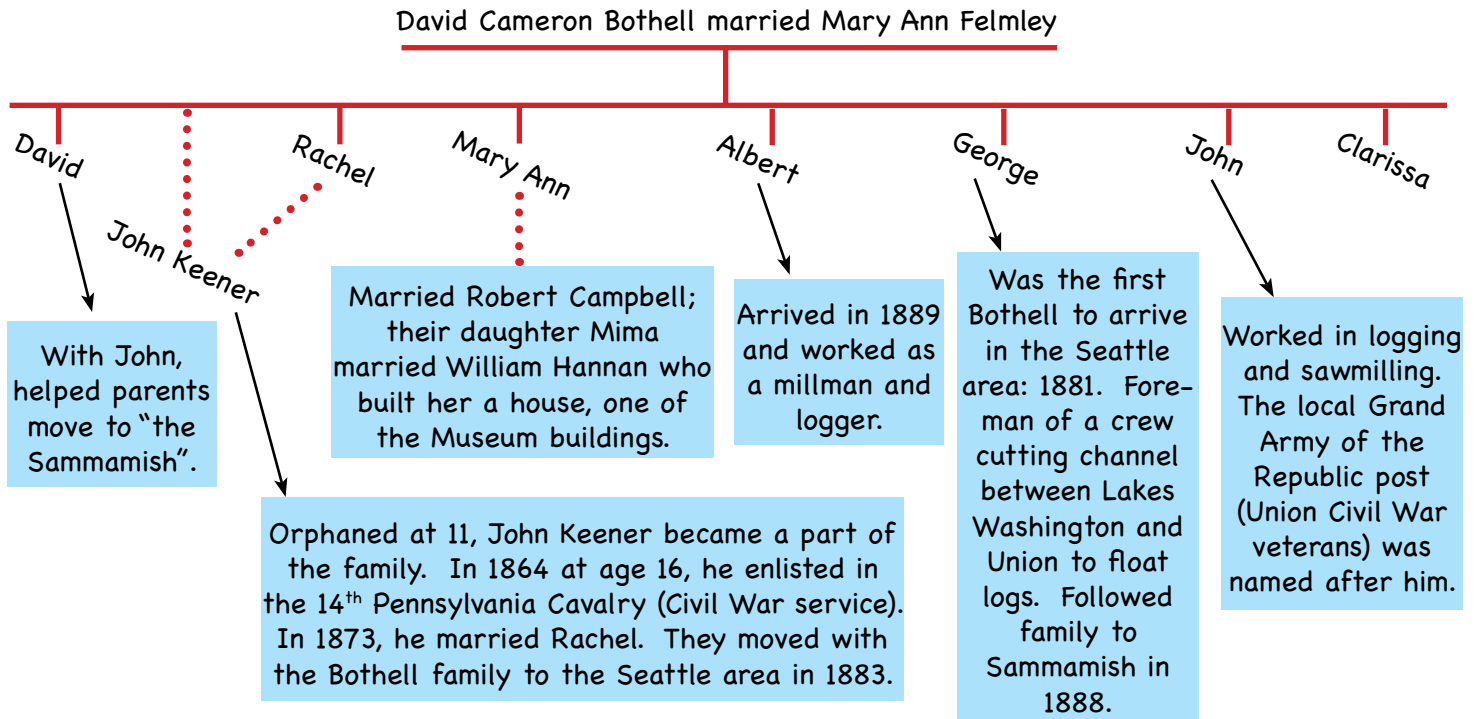 David Cameron Bothell married Mary Ann Felmley
David
Rachel
Mary Ann
Albert
George
John
Clarissa
John Keener
With John,
helped parents
move to “the
Sammamish”.
Married Robert Campbell;
their daughter Mima
married William Hannan who
built her a house, one of
the Museum buildings.
Arrived in 1889
and worked as
a millman and
logger.
Was the first
Bothell to arrive
in the Seattle
area: 1881. Fore-
man of a crew
cutting channel
between Lakes
Washington and
Union to float
logs. Followed
family to
Sammamish in
1888.
Worked in logging
and sawmilling.
The local Grand
Army of the
Republic post
(Union Civil War
veterans) was
named after him.
Orphaned at 11, John Keener became a part of
the family. In 1864 at age 16, he enlisted in
the 14th Pennsylvania Cavalry (Civil War service).
In 1873, he married Rachel. They moved with
the Bothell family to the Seattle area in 1883.